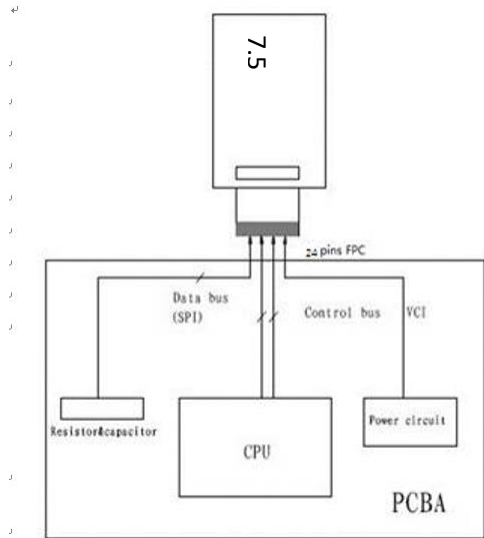 7.5
24 pins FPC
Data bus
(SPI)
Control bus
VCI
Resistor&capacitor
CPU
Power circuit
PCBA